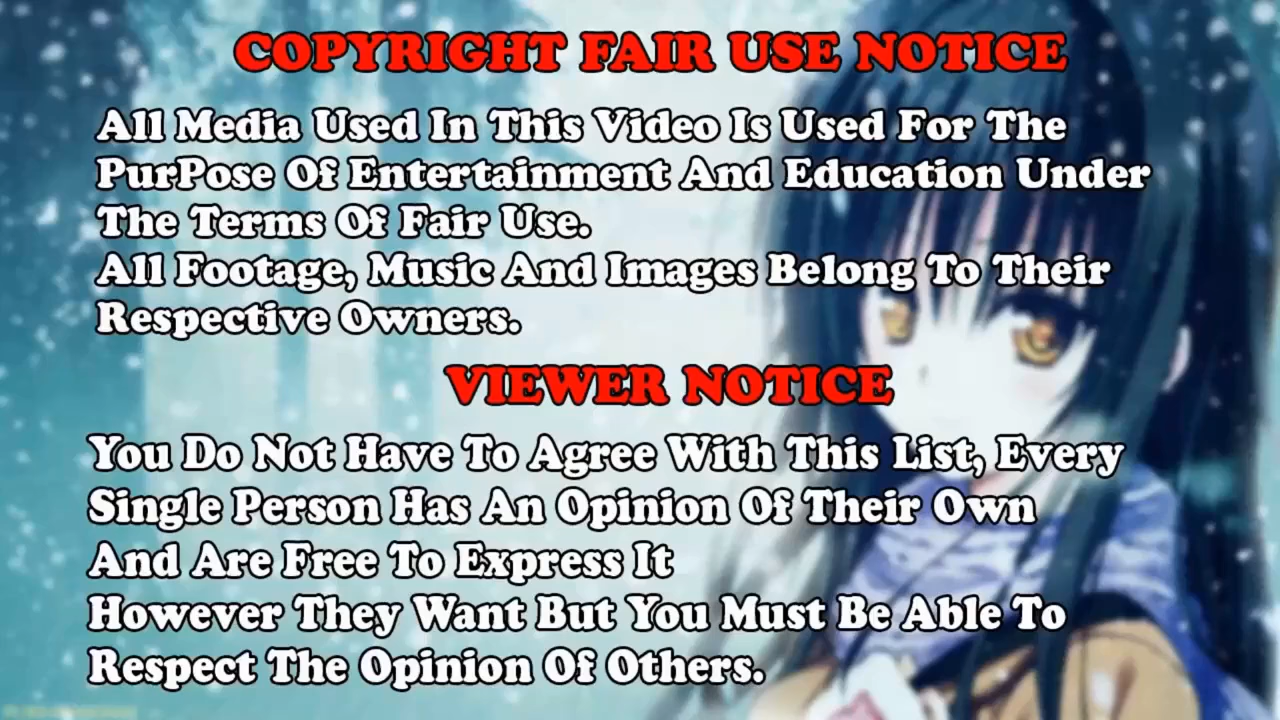 COPYRIGHT FAIR USE NOTICE
All Media Used In This Video Is Used For The
PurPose Of Entertainment And Education Under
The Terms Of Fair Use.
All Footage, Music And Images Belong To Their
Respective Owners.
VIEWER NOTICE
You Do Not Have To Agree With This List, Every
Single Person Has An Opinion Of Their Own
And Are Free To Express It
However They Want But You Must Be Able To
Respect The Opinion Of Others.